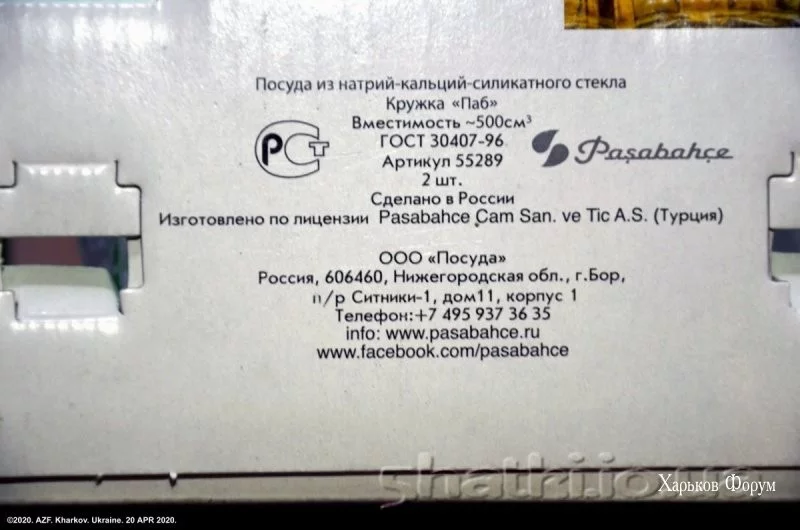 Посуда из натрий-кальций-силикатного стекла
Кружка «Паб»
Вместимость ~500см³
ГОСТ 30407-96
Артикул 55289
2 шт.
РСТ
Paşabahçe
Сделано в России
Изготовлено по лицензии Pasabahce Cam San. ve Tic A.S. (Турция)
ООО «Посуда»
Россия, 606460, Нижегородская обл., г.Бор,
п/р Ситники-1, дом11, корпус 1
Телефон:+7 495 937 36 35
info: www.pasabahce.ru
www.facebook.com/pasabahce
Харьков Форум
©2020. AZF. Kharkov. Ukraine. 20 APR 2020.